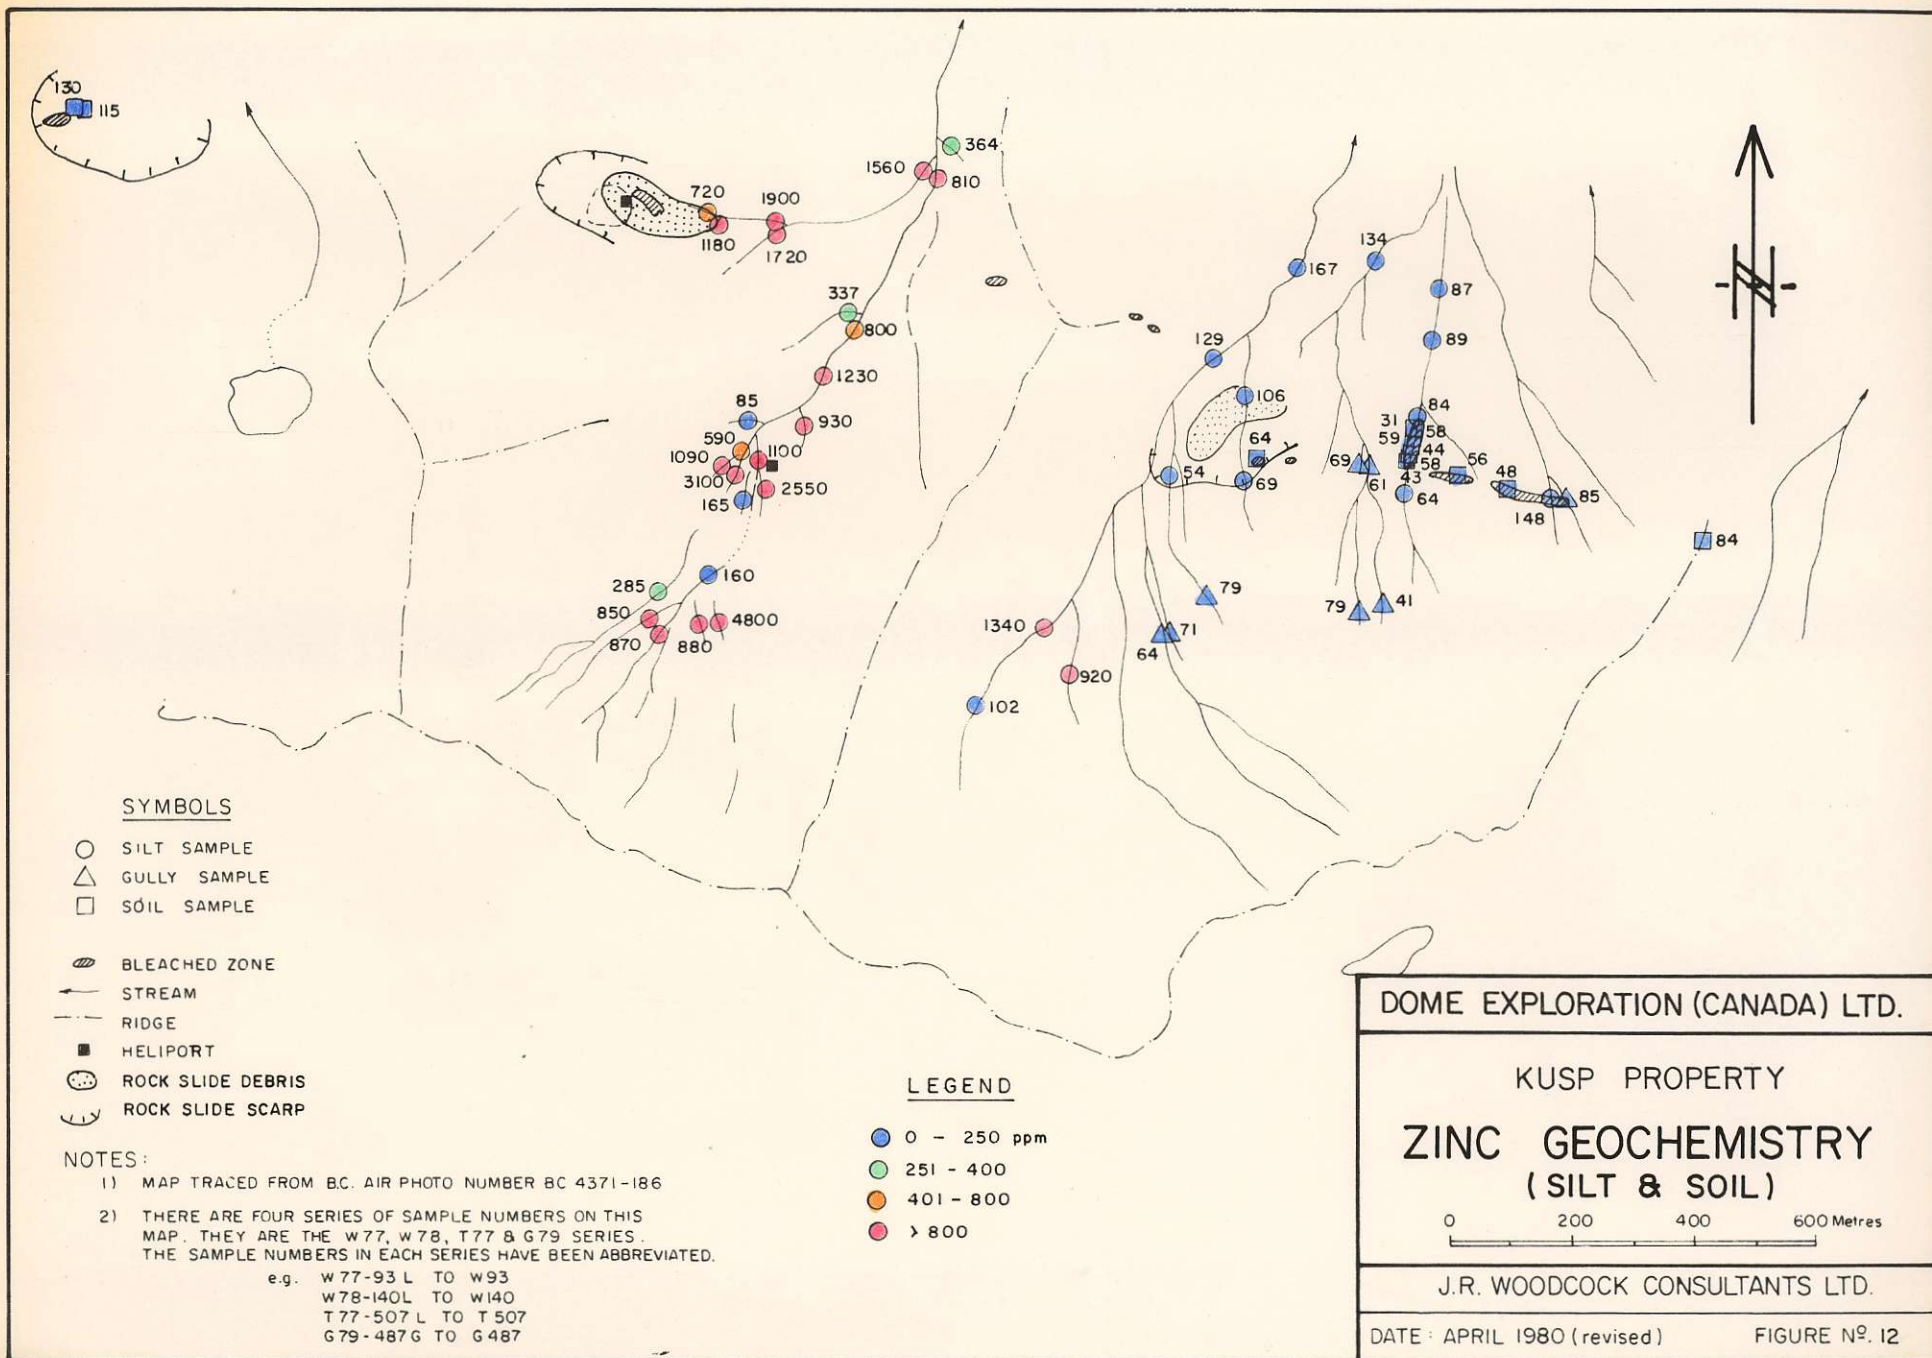 130
115
364
1560
810
720
1900
1180
1720
134
167
87
337
800
89
129
1230
106
85
930
84
31
58
59
590
1100
64
44
1090
69
58
56
48
3100
2550
54
69
61
43
64
85
165
148
84
160
285
79
79
41
850
4800
1340
71
870
880
64
920
102
SYMBOLS
SILT SAMPLE
GULLY SAMPLE
SOIL SAMPLE
BLEACHED ZONE
STREAM
RIDGE
HELIPORT
ROCK SLIDE DEBRIS
ROCK SLIDE SCARP
NOTES:
1) MAP TRACED FROM B.C. AIR PHOTO NUMBER BC 4371-186
2) THERE ARE FOUR SERIES OF SAMPLE NUMBERS ON THIS
MAP. THEY ARE THE W77, W78, T77 & G79 SERIES.
THE SAMPLE NUMBERS IN EACH SERIES HAVE BEEN ABBREVIATED.
e.g. W77-93 L TO W93
W78-140L TO W140
T77-507 L TO T507
G79-487G TO G487
LEGEND
0 - 250 ppm
251 - 400
401 - 800
> 800
DOME EXPLORATION (CANADA) LTD.
KUSP PROPERTY
ZINC GEOCHEMISTRY
(SILT & SOIL)
0 200 400 600 Metres
J.R. WOODCOCK CONSULTANTS LTD.
DATE: APRIL 1980 (revised) FIGURE Nº. 12
N